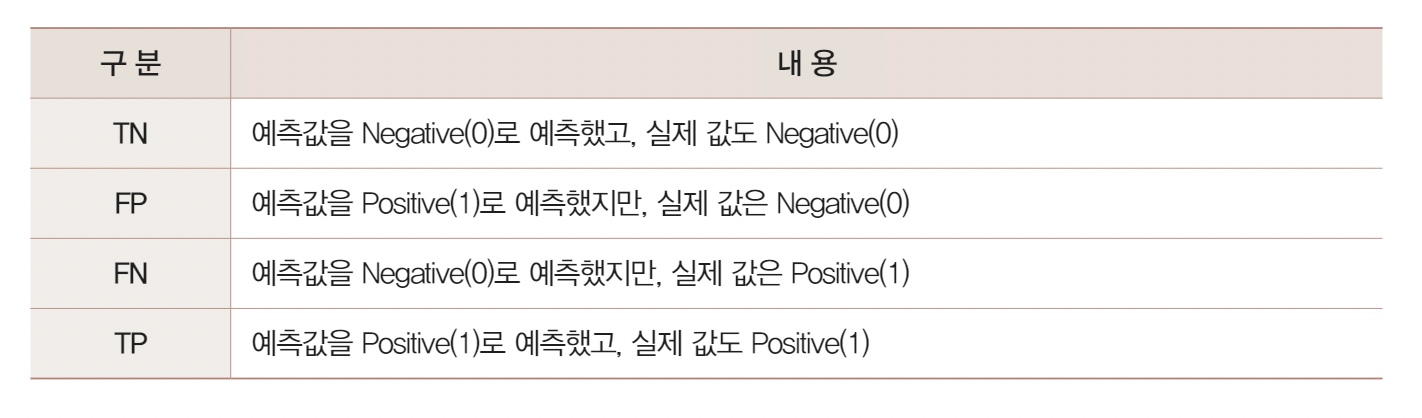 구 분 내 용
TN 예측값을 Negative(0)로 예측했고, 실제 값도 Negative(0)
FP 예측값을 Positive(1)로 예측했지만, 실제 값은 Negative(0)
FN 예측값을 Negative(0)로 예측했지만, 실제 값은 Positive(1)
TP 예측값을 Positive(1)로 예측했고, 실제 값도 Positive(1)